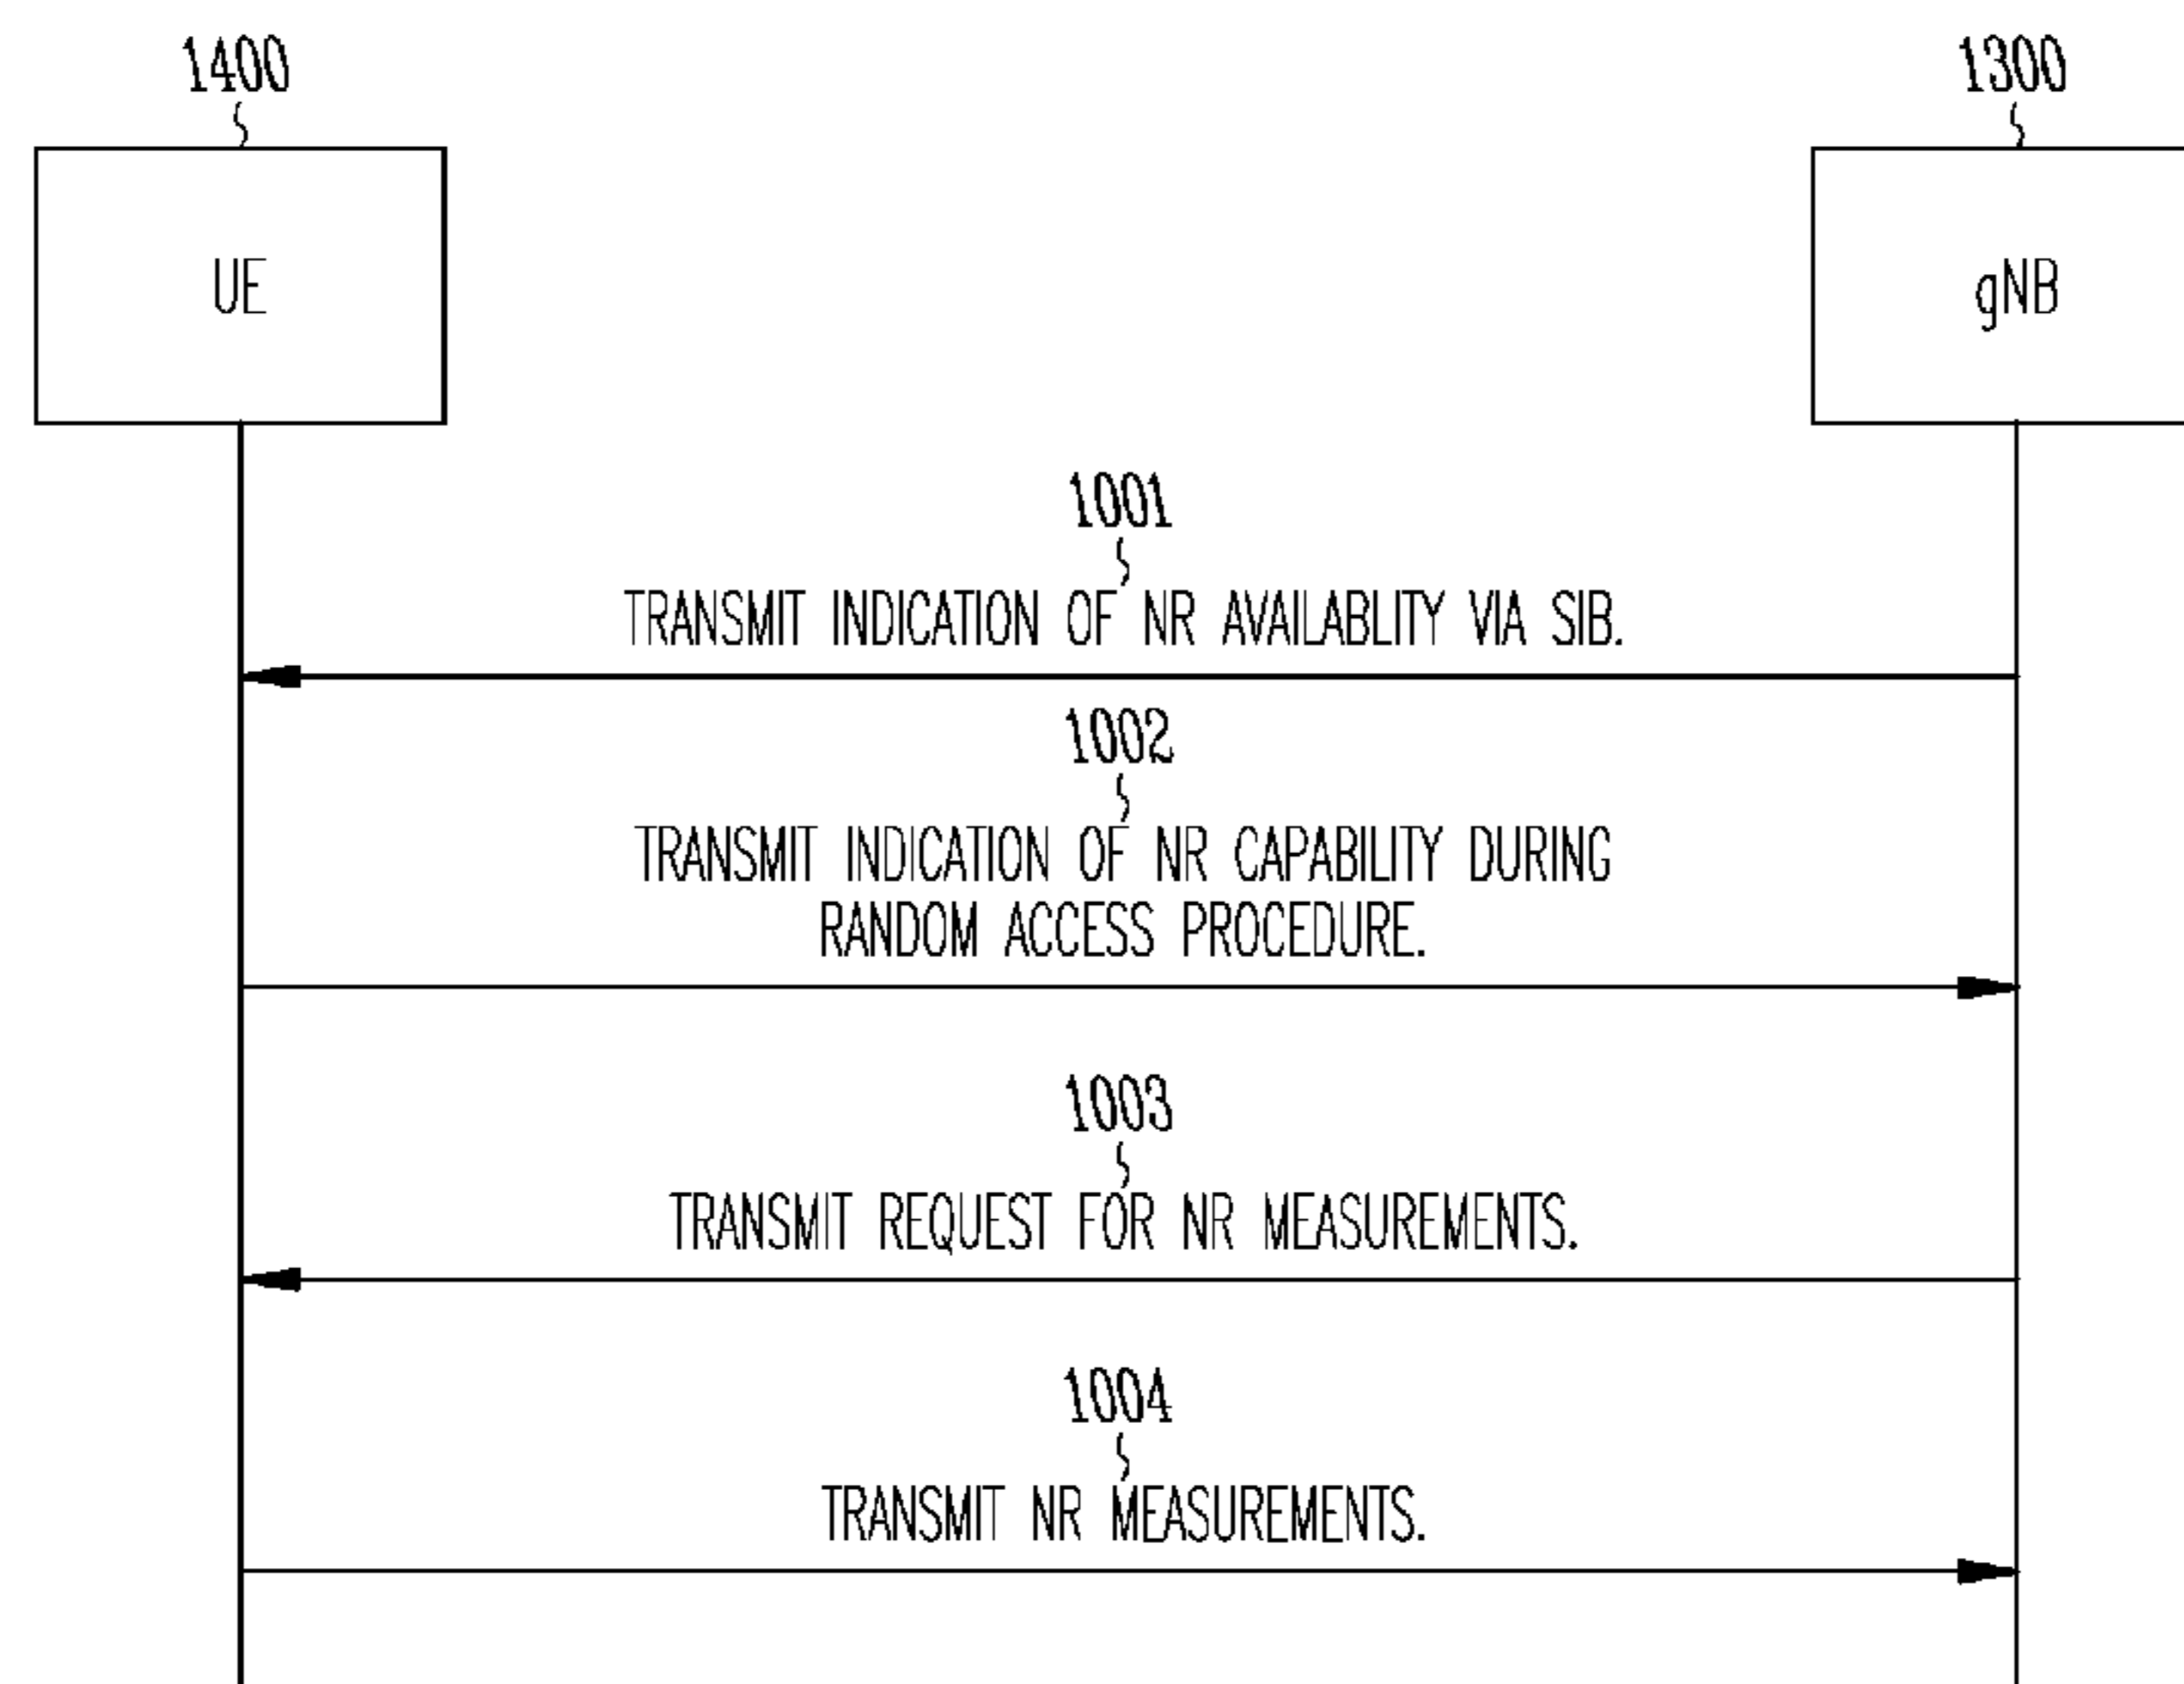 1400
1300
UE
gNB
1001
TRANSMIT INDICATION OF NR AVAILABLITY VIA SIB.
1002
TRANSMIT INDICATION OF NR CAPABILITY DURING
RANDOM ACCESS PROCEDURE.
1003
TRANSMIT REQUEST FOR NR MEASUREMENTS.
1004
TRANSMIT NR MEASUREMENTS.